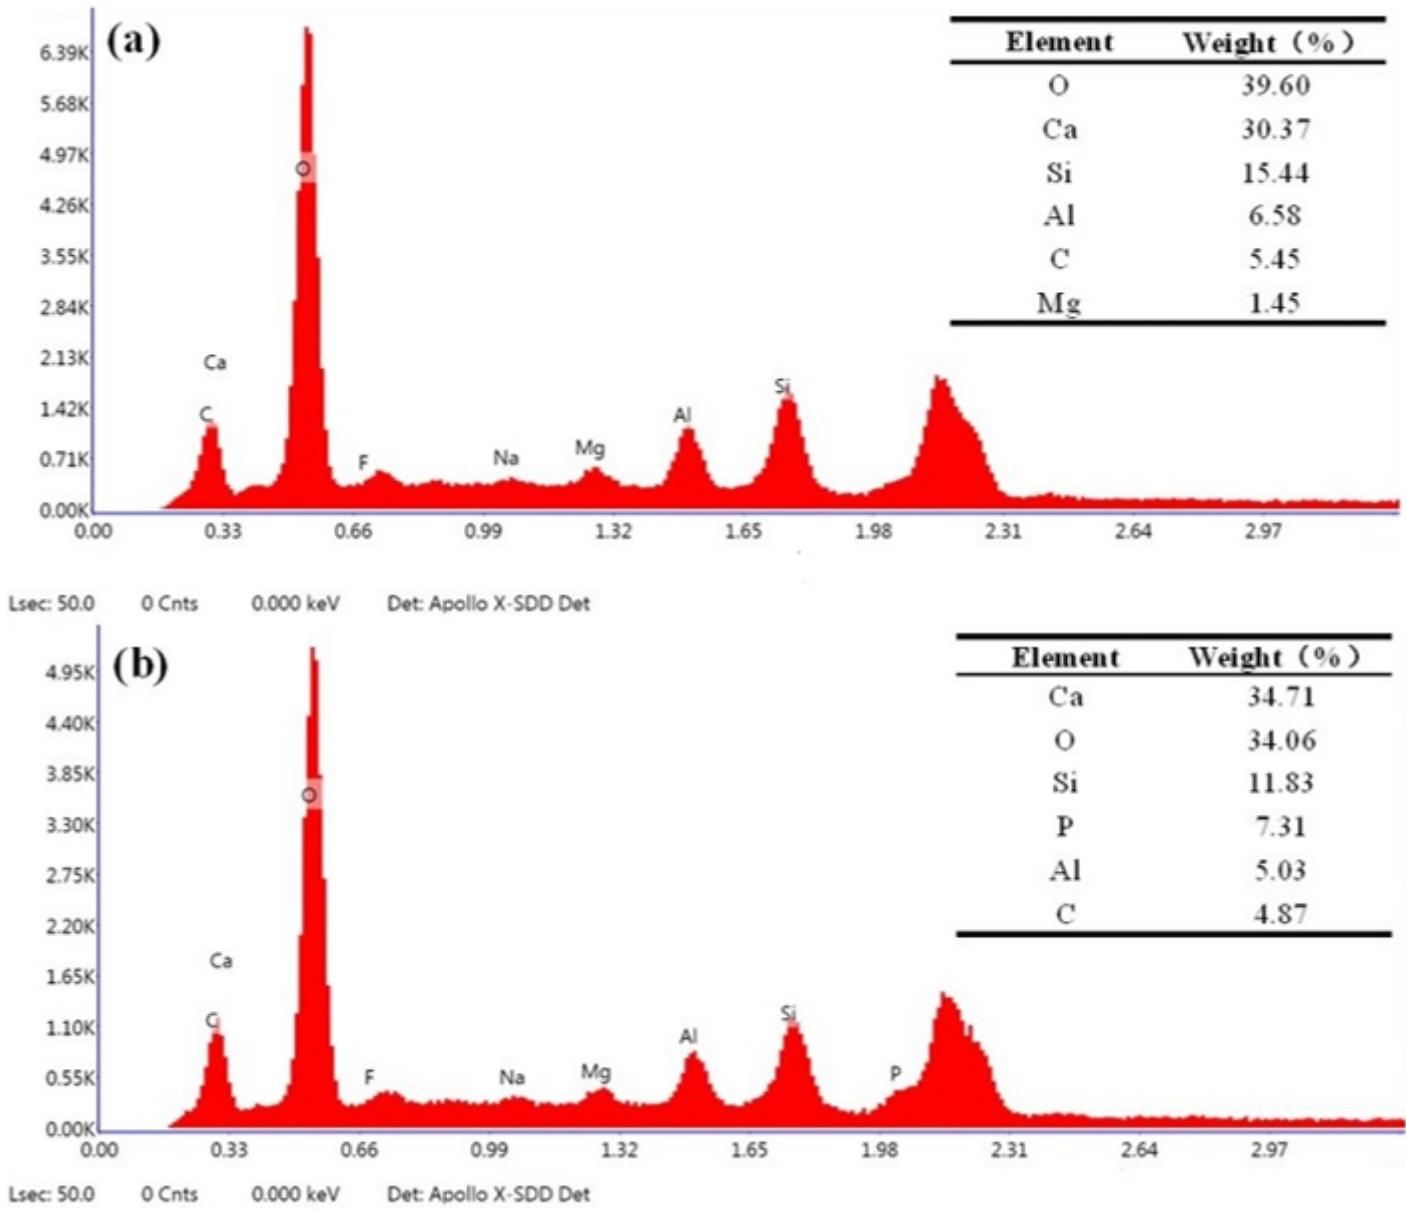 (a)
Element Weight（%）
O 39.60
Ca 30.37
Si 15.44
Al 6.58
C 5.45
Mg 1.45
6.39K
5.68K
4.97K
4.26K
3.55K
2.84K
2.13K
1.42K
0.71K
0.00K
O
Ca
C
F
Na
Mg
Al
Si
0.00 0.33 0.66 0.99 1.32 1.65 1.98 2.31 2.64 2.97
Lsec: 50.0 0 Cnts 0.000 keV Det: Apollo X-SDD Det
(b)
Element Weight（%）
Ca 34.71
O 34.06
Si 11.83
P 7.31
Al 5.03
C 4.87
4.95K
4.40K
3.85K
3.30K
2.75K
2.20K
1.65K
1.10K
0.55K
0.00K
O
Ca
C
F
Na
Mg
Al
Si
P
0.00 0.33 0.66 0.99 1.32 1.65 1.98 2.31 2.64 2.97
Lsec: 50.0 0 Cnts 0.000 keV Det: Apollo X-SDD Det